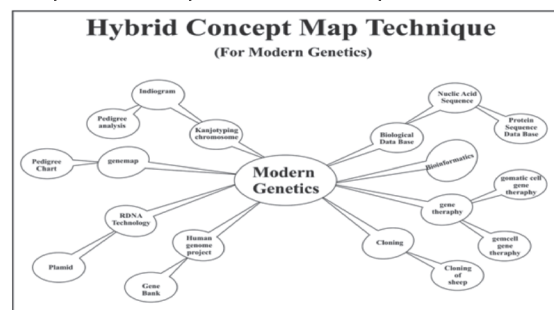 Hybrid Concept Map Technique
(For Modern Genetics)
Indiogram
Pedigree
analysis
Kanjotyping
chromosome
Pedigree
Chart
genemap
RDNA
Technology
Plamid
Human
genome
project
Gene
Bank
Modern
Genetics
Nuclic Acid
Sequence
Biological
Data Base
Protein
Sequence
Data Base
Bioinformatics
gomatic cell
gene
theraphy
gene
theraphy
gemcell
gene
theraphy
Cloning
Cloning
of
sheep